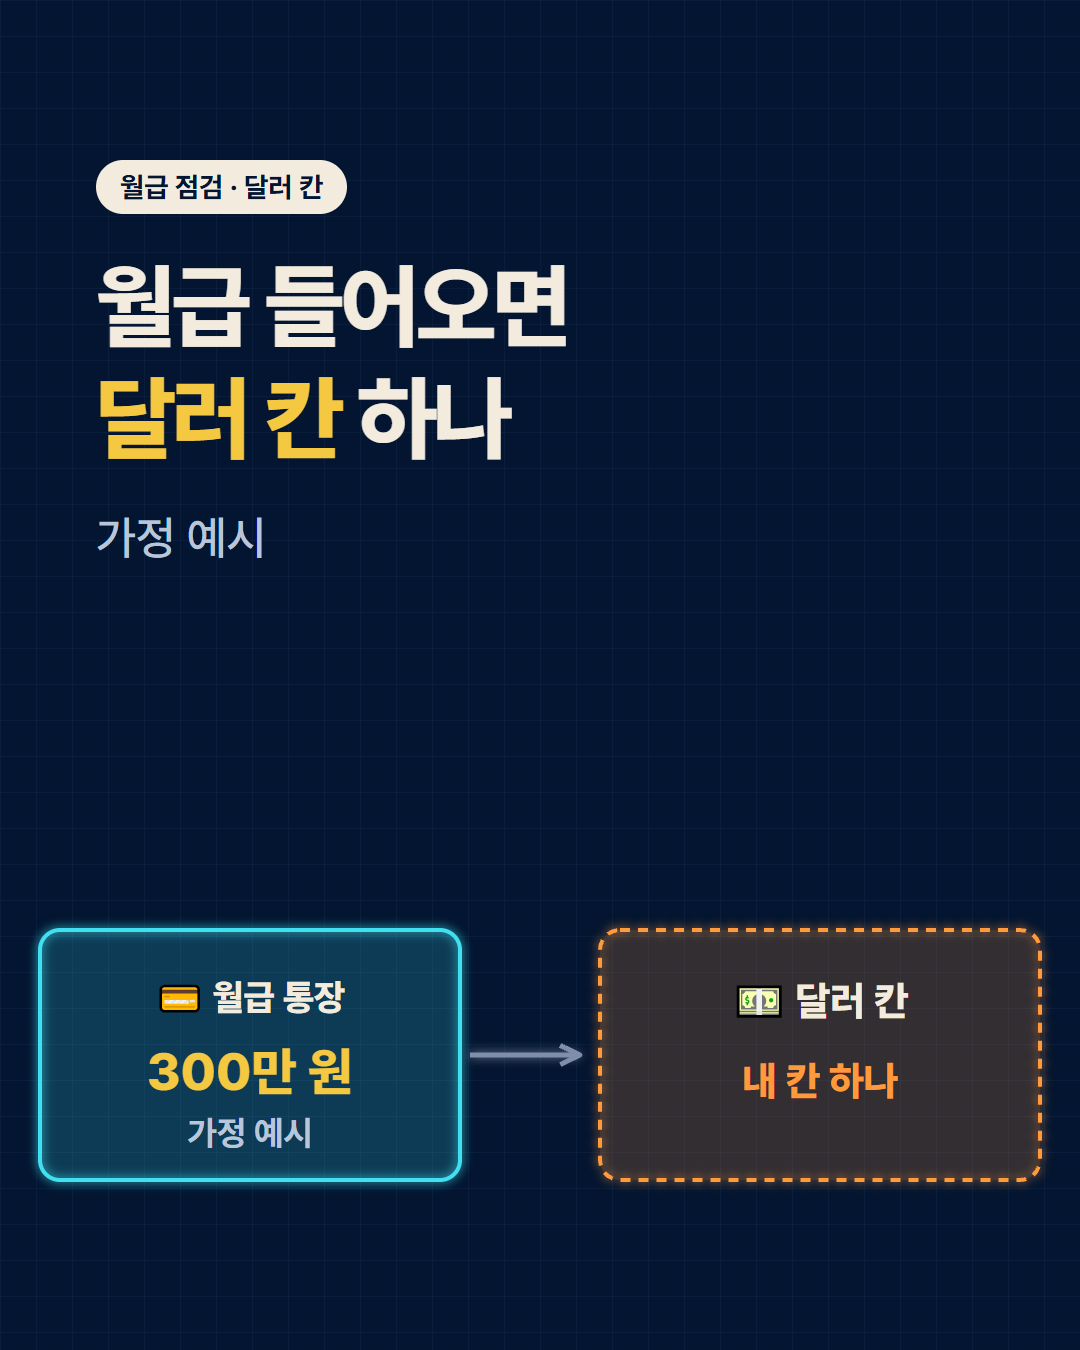 월급 점검 · 달러 칸
월급 들어오면
달러 칸 하나
가정 예시
월급 통장
300만 원
가정 예시
달러 칸
내 칸 하나